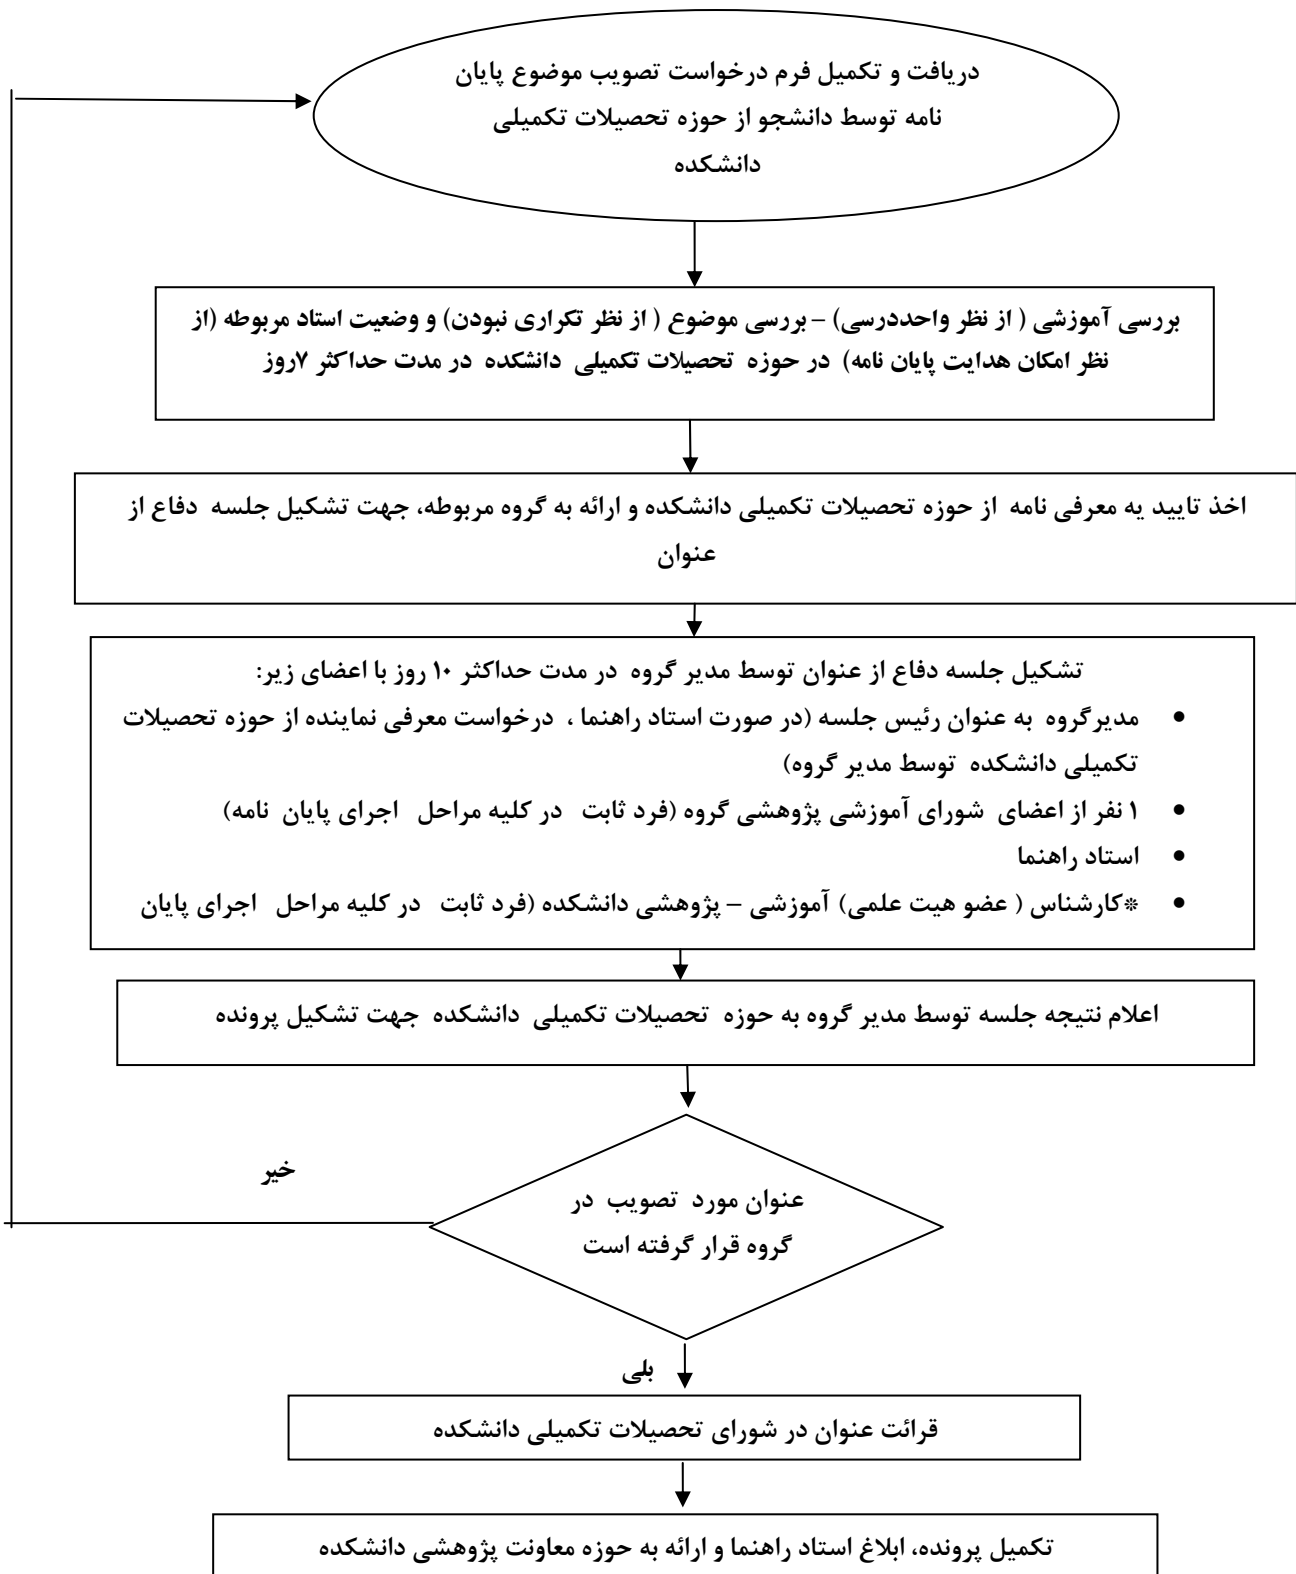 دریافت و تکمیل فرم درخواست تصویب موضوع پایان
نامه توسط دانشجو از حوزه تحصیلات تکمیلی
دانشکده
بررسی آموزشی ( از نظر واحددرسی) – بررسی موضوع ( از نظر تکراری نبودن) و وضعیت استاد مربوطه (از
نظر امکان هدایت پایان نامه) در حوزه تحصیلات تکمیلی دانشکده در مدت حداکثر ۷روز
اخذ تایید یه معرفی نامه از حوزه تحصیلات تکمیلی دانشکده و ارائه به گروه مربوطه، جهت تشکیل جلسه دفاع از
عنوان
تشکیل جلسه دفاع از عنوان توسط مدیر گروه در مدت حداکثر ۱۰ روز با اعضای زیر:
• مدیرگروه به عنوان رئیس جلسه (در صورت استاد راهنما ، درخواست معرفی نماینده از حوزه تحصیلات
تکمیلی دانشکده توسط مدیر گروه)
• ۱ نفر از اعضای شورای آموزشی پژوهشی گروه (فرد ثابت در کلیه مراحل اجرای پایان نامه)
• استاد راهنما
• *کارشناس ( عضو هیت علمی) آموزشی – پژوهشی دانشکده (فرد ثابت در کلیه مراحل اجرای پایان
اعلام نتیجه جلسه توسط مدیر گروه به حوزه تحصیلات تکمیلی دانشکده جهت تشکیل پرونده
خیر
عنوان مورد تصویب در
گروه قرار گرفته است
بلی
قرائت عنوان در شورای تحصیلات تکمیلی دانشکده
تکمیل پرونده، ابلاغ استاد راهنما و ارائه به حوزه معاونت پژوهشی دانشکده